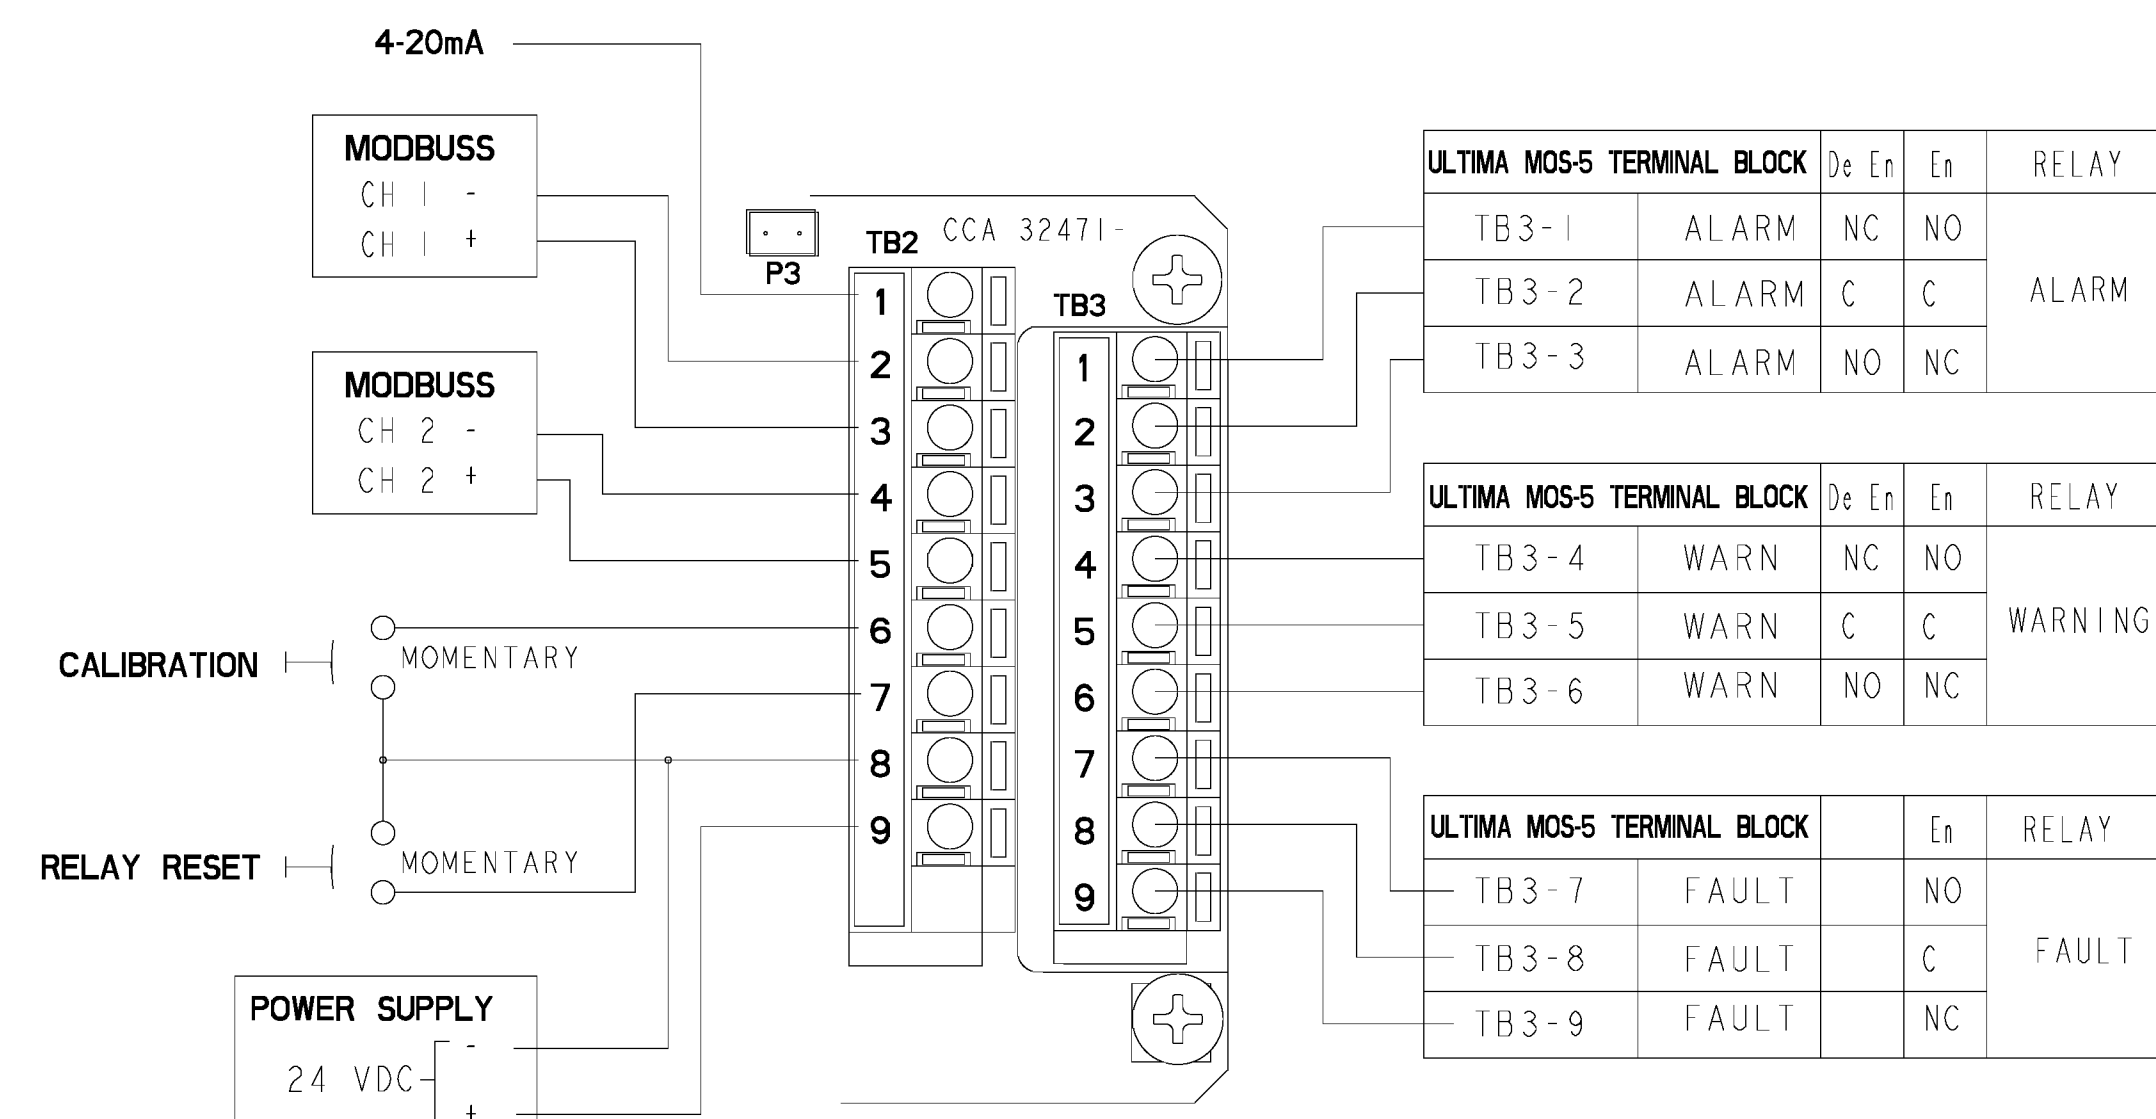 4-20mA
MODBUSS
CH 1 -
CH 1 +
MODBUSS
CH 2 -
CH 2 +
CALIBRATION
MOMENTARY
RELAY RESET
MOMENTARY
POWER SUPPLY
-
24 VDC
+
P3
CCA 32471-
TB2
1
2
3
4
5
6
7
8
9
TB3
1
2
3
4
5
6
7
8
9
ULTIMA MOS-5 TERMINAL BLOCK De En En RELAY
TB3-1 ALARM NC NO
TB3-2 ALARM C C ALARM
TB3-3 ALARM NO NC
ULTIMA MOS-5 TERMINAL BLOCK De En En RELAY
TB3-4 WARN NC NO
TB3-5 WARN C C WARNING
TB3-6 WARN NO NC
ULTIMA MOS-5 TERMINAL BLOCK En RELAY
TB3-7 FAULT NO
TB3-8 FAULT C FAULT
TB3-9 FAULT NC